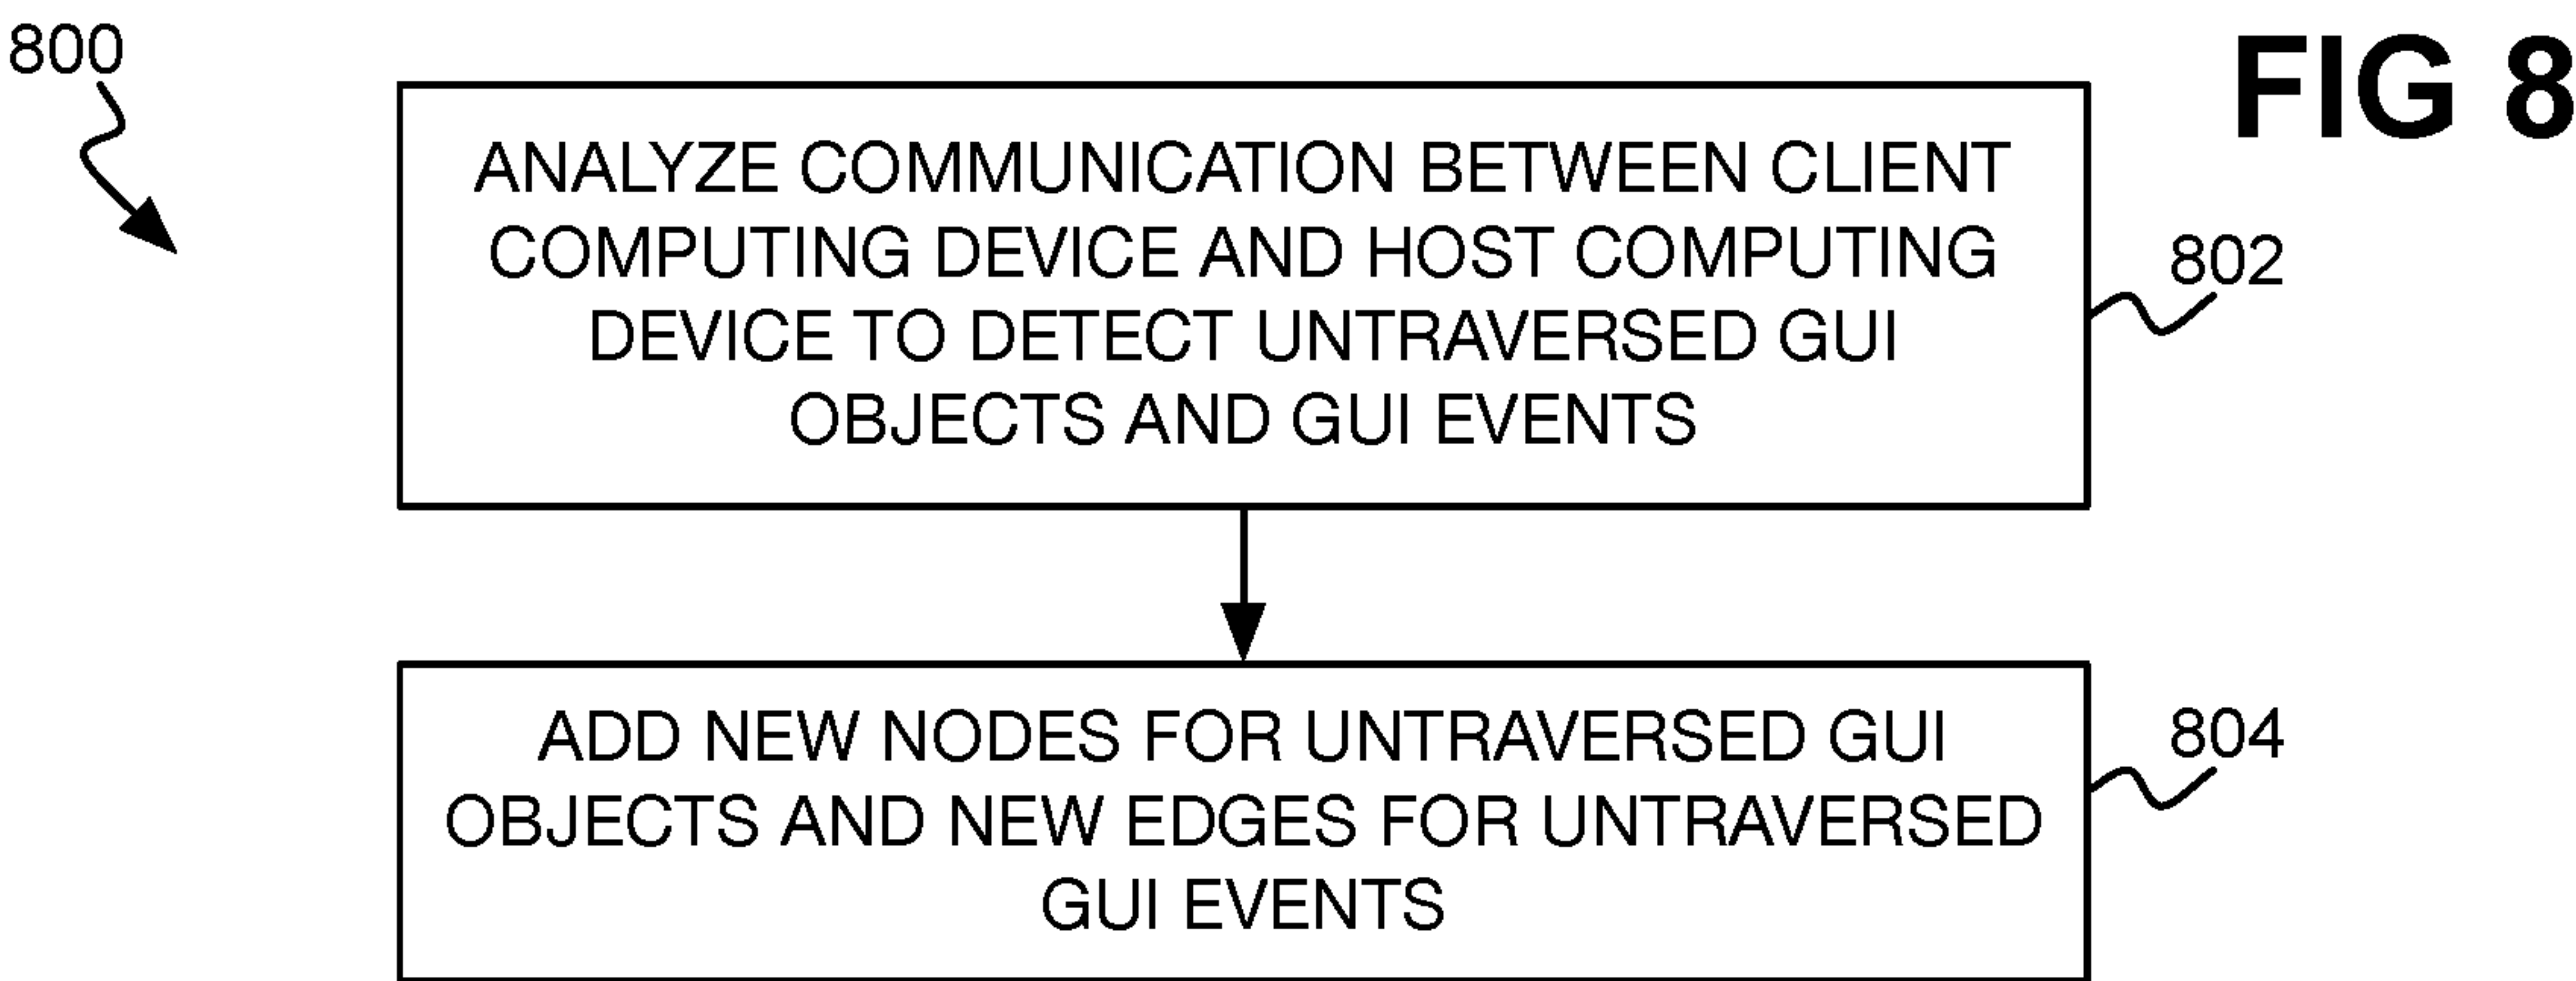 800
FIG 8
ANALYZE COMMUNICATION BETWEEN CLIENT
COMPUTING DEVICE AND HOST COMPUTING
DEVICE TO DETECT UNTRAVERSED GUI
OBJECTS AND GUI EVENTS
802
ADD NEW NODES FOR UNTRAVERSED GUI
OBJECTS AND NEW EDGES FOR UNTRAVERSED
GUI EVENTS
804